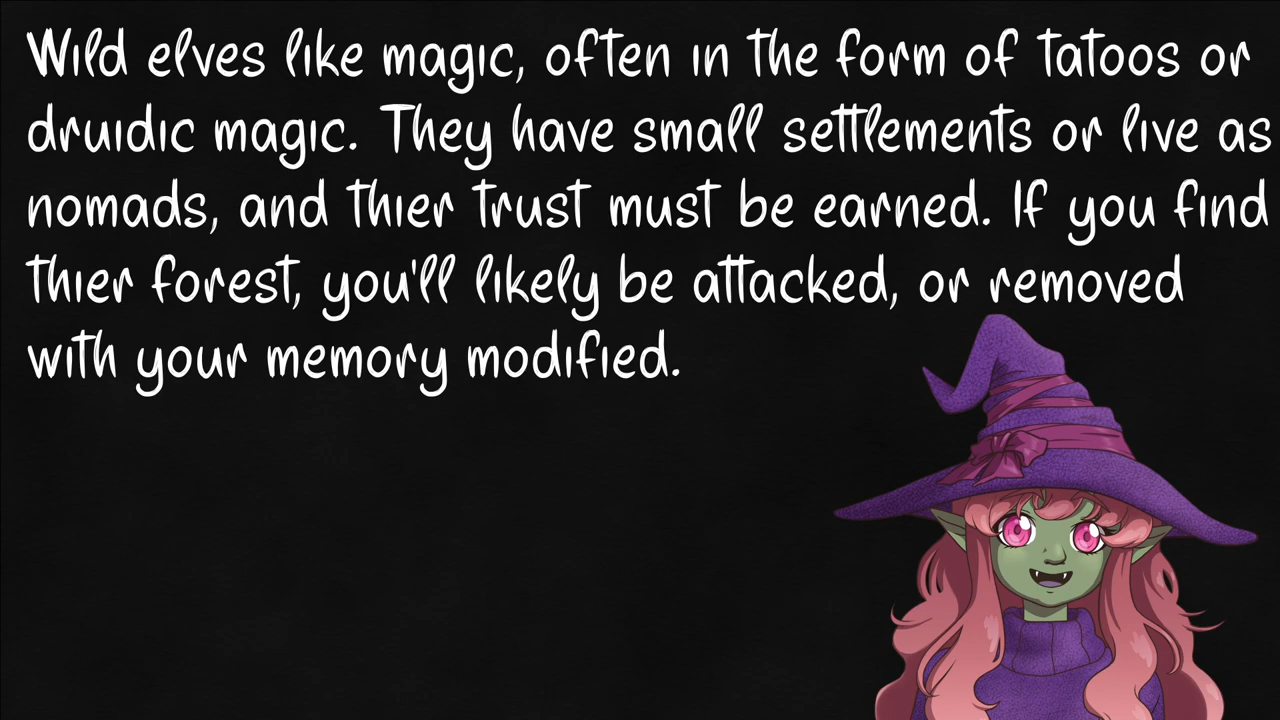 Wild elves like magic, often in the form of tatoos or
druidic magic. They have small settlements or live as
nomads, and thier trust must be earned. If you find
thier forest, you'll likely be attacked, or removed
with your memory modified.